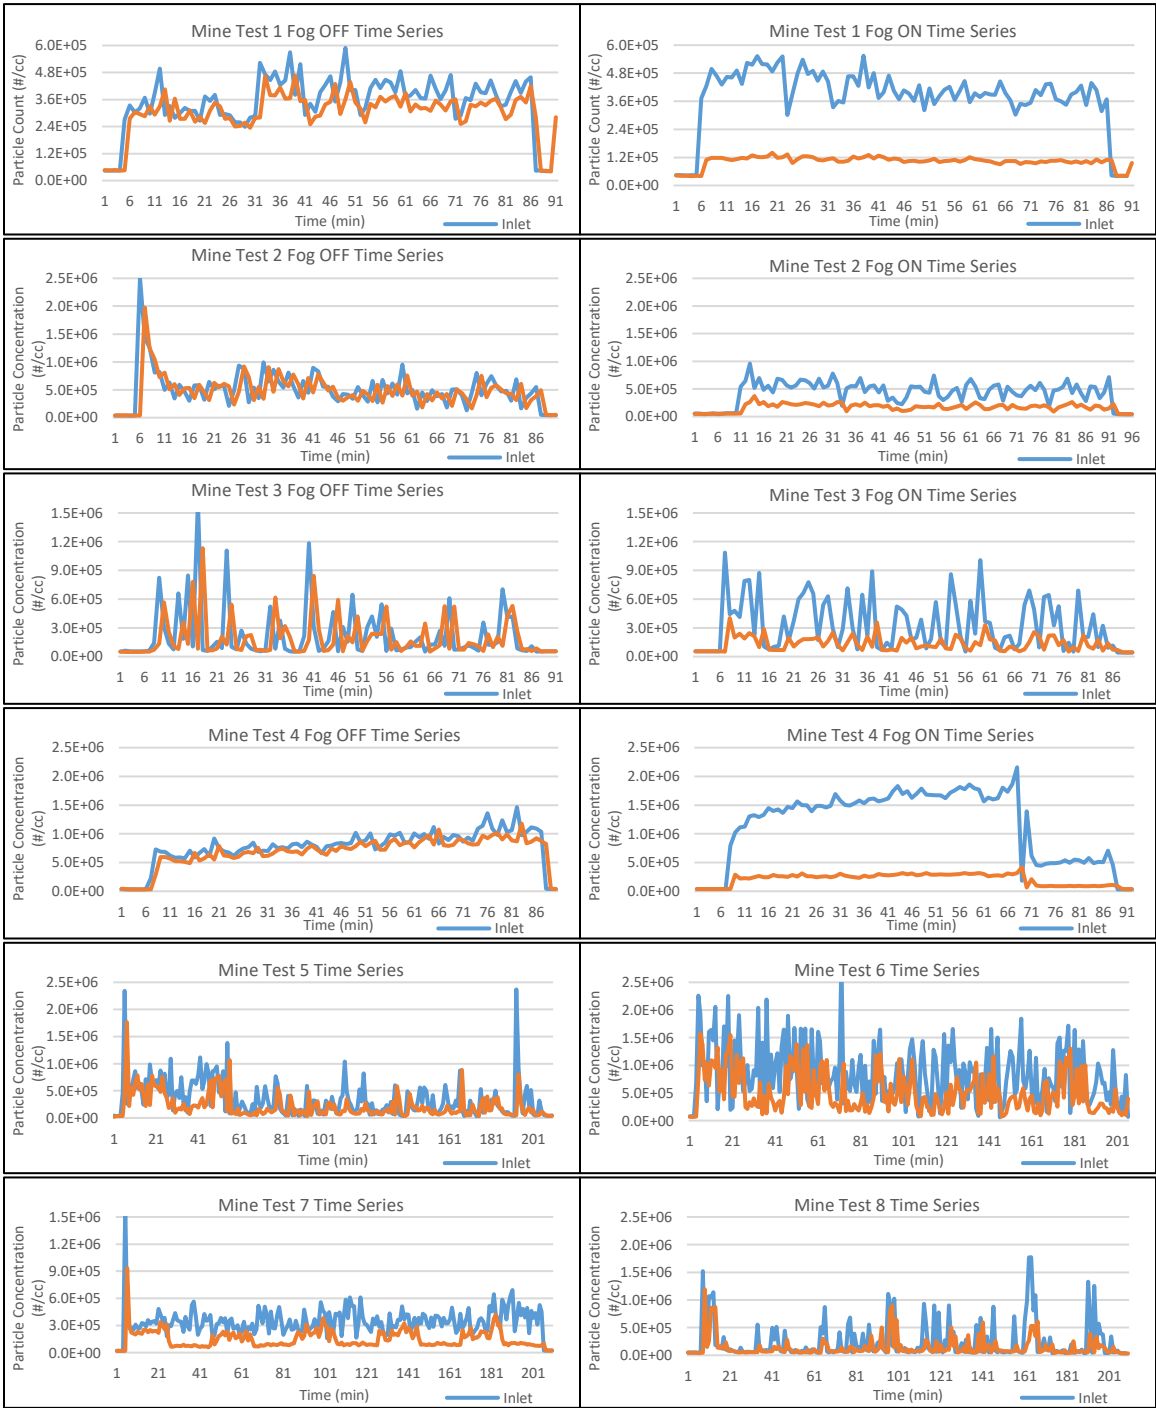 Mine Test 1 Fog OFF Time Series
Particle Count (#/cc)
6.0E+05
4.8E+05
3.6E+05
2.4E+05
1.2E+05
0.0E+00
1 6 11 16 21 26 31 36 41 46 51 56 61 66 71 76 81 86 91
Time (min)
Inlet
Mine Test 1 Fog ON Time Series
Particle Count (#/cc)
6.0E+05
4.8E+05
3.6E+05
2.4E+05
1.2E+05
0.0E+00
1 6 11 16 21 26 31 36 41 46 51 56 61 66 71 76 81 86 91
Time (min)
Inlet
Mine Test 2 Fog OFF Time Series
Particle Concentration
(#/cc)
2.5E+06
2.0E+06
1.5E+06
1.0E+06
5.0E+05
0.0E+00
1 6 11 16 21 26 31 36 41 46 51 56 61 66 71 76 81 86
Time (min)
Inlet
Mine Test 2 Fog ON Time Series
Particle Concentration
(#/cc)
2.5E+06
2.0E+06
1.5E+06
1.0E+06
5.0E+05
0.0E+00
1 6 11 16 21 26 31 36 41 46 51 56 61 66 71 76 81 86 91 96
Time (min)
Inlet
Mine Test 3 Fog OFF Time Series
Particle Concentration
(#/cc)
1.5E+06
1.2E+06
9.0E+05
6.0E+05
3.0E+05
0.0E+00
1 6 11 16 21 26 31 36 41 46 51 56 61 66 71 76 81 86 91
Time (min)
Inlet
Mine Test 3 Fog ON Time Series
Particle Concentration
(#/cc)
1.5E+06
1.2E+06
9.0E+05
6.0E+05
3.0E+05
0.0E+00
1 6 11 16 21 26 31 36 41 46 51 56 61 66 71 76 81 86
Time (min)
Inlet
Mine Test 4 Fog OFF Time Series
Particle Concentration
(#/cc)
2.5E+06
2.0E+06
1.5E+06
1.0E+06
5.0E+05
0.0E+00
1 6 11 16 21 26 31 36 41 46 51 56 61 66 71 76 81 86
Time (min)
Inlet
Mine Test 4 Fog ON Time Series
Particle Concentration
(#/cc)
2.5E+06
2.0E+06
1.5E+06
1.0E+06
5.0E+05
0.0E+00
1 6 11 16 21 26 31 36 41 46 51 56 61 66 71 76 81 86 91
Time (min)
Inlet
Mine Test 5 Time Series
Particle Concentration
(#/cc)
2.5E+06
2.0E+06
1.5E+06
1.0E+06
5.0E+05
0.0E+00
1 21 41 61 81 101 121 141 161 181 201
Time (min)
Inlet
Mine Test 6 Time Series
Particle Concentration
(#/cc)
2.5E+06
2.0E+06
1.5E+06
1.0E+06
5.0E+05
0.0E+00
1 21 41 61 81 101 121 141 161 181 201
Time (min)
Inlet
Mine Test 7 Time Series
Particle Concentration
(#/cc)
1.5E+06
1.2E+06
9.0E+05
6.0E+05
3.0E+05
0.0E+00
1 21 41 61 81 101 121 141 161 181 201
Time (min)
Inlet
Mine Test 8 Time Series
Particle Concentration
(#/cc)
2.5E+06
2.0E+06
1.5E+06
1.0E+06
5.0E+05
0.0E+00
1 21 41 61 81 101 121 141 161 181 201
Time (min)
Inlet